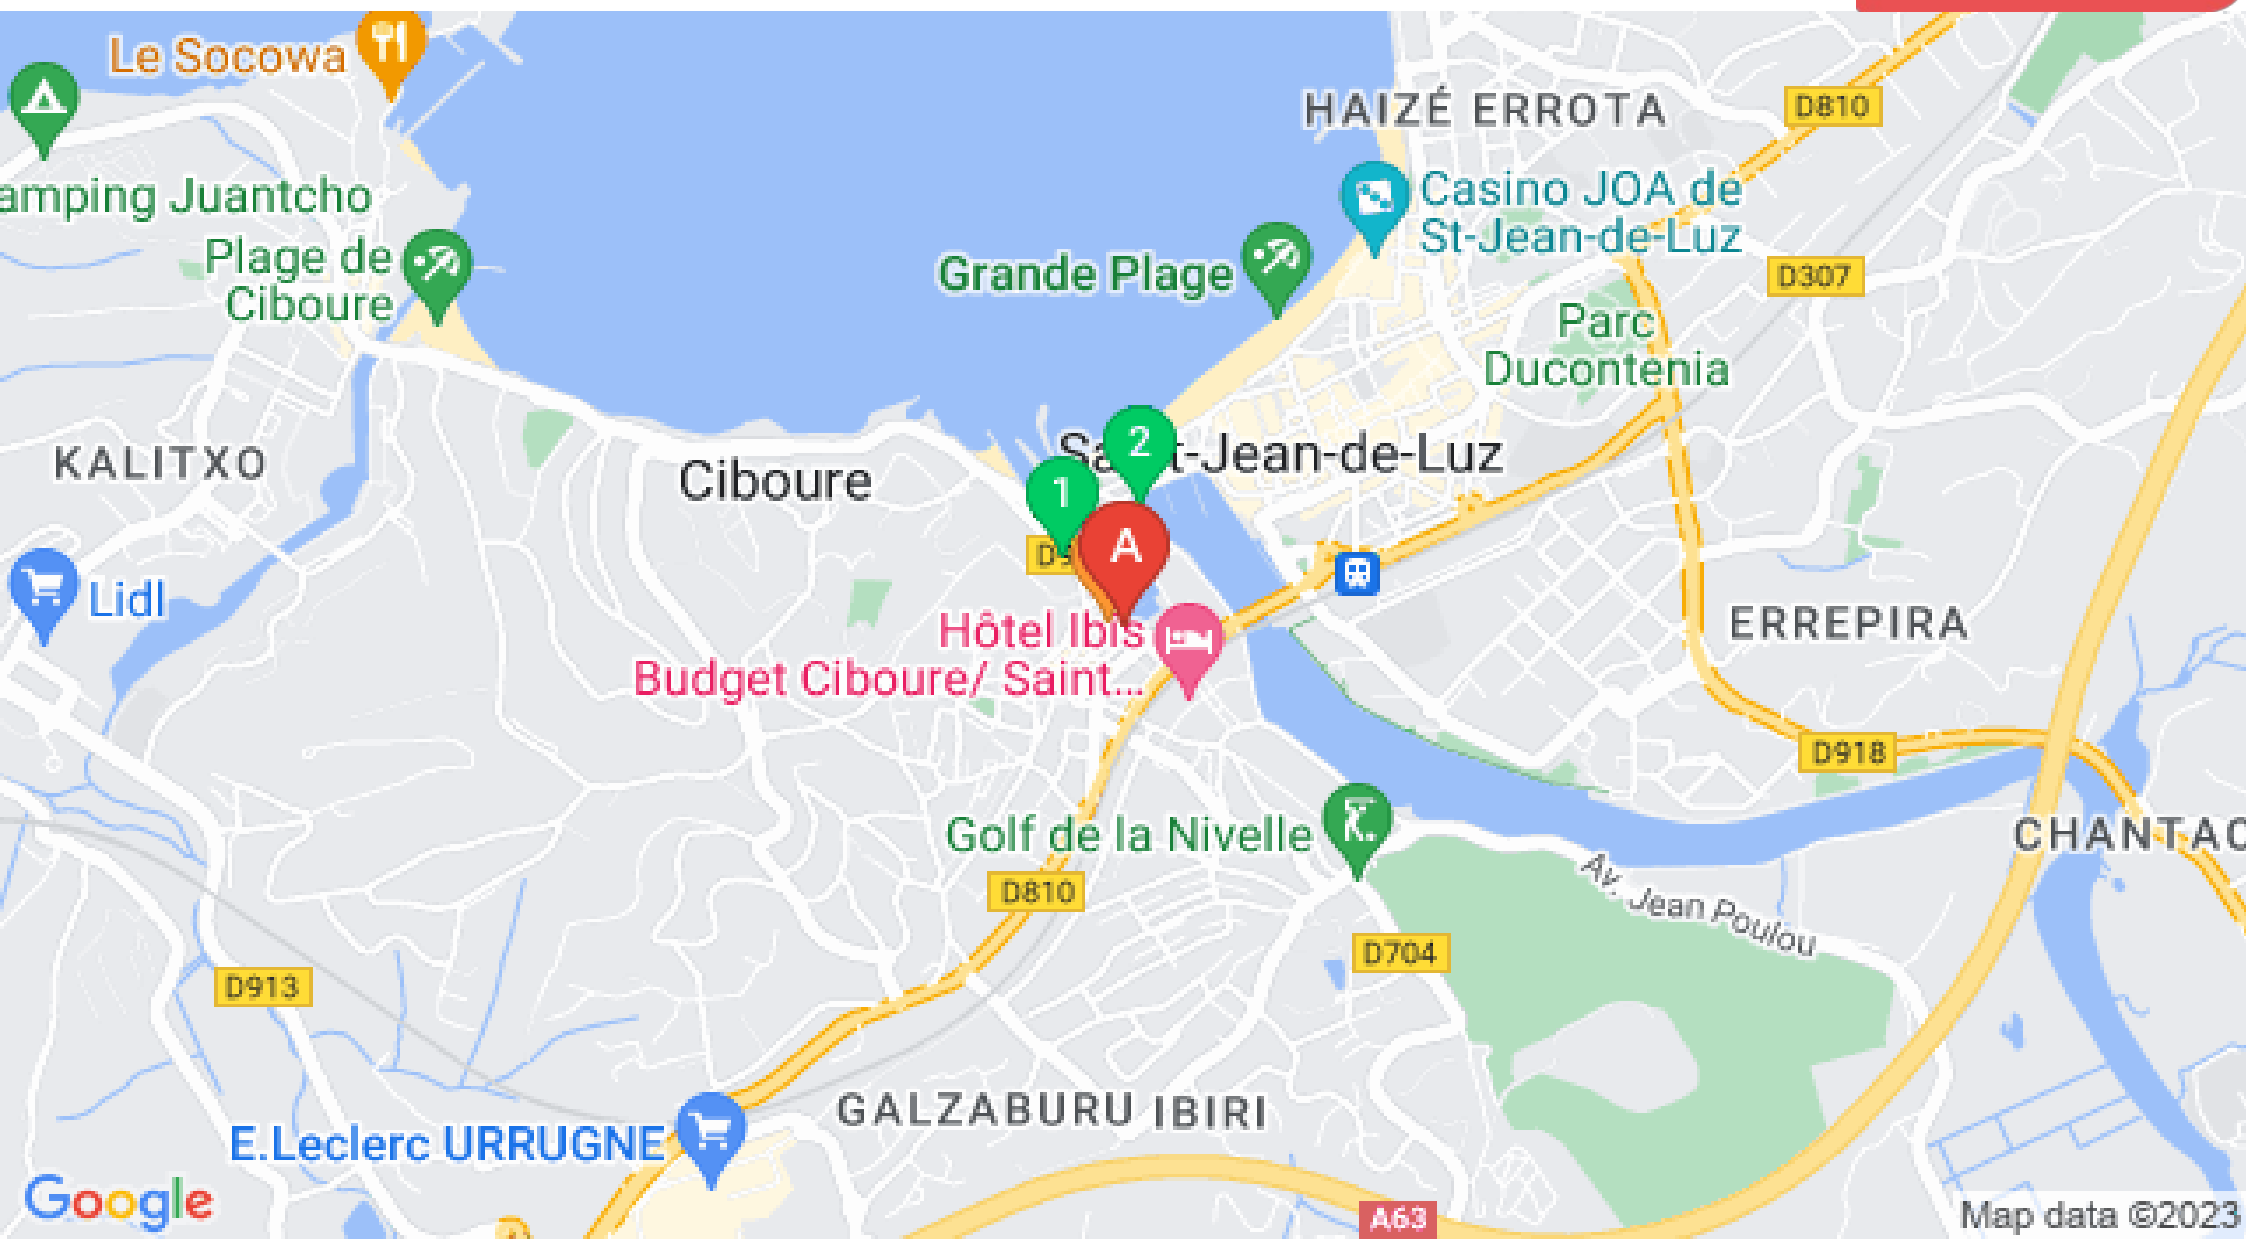 Le Socowa
HAIZÉ ERROTA
D810
amping Juantcho
Casino JOA de
St-Jean-de-Luz
Plage de
Ciboure
Grande Plage
D307
Parc
Ducontenia
KALITXO
Ciboure
2
t-Jean-de-Luz
1
A
Lidl
Hôtel Ibis
Budget Ciboure/ Saint...
ERREPIRA
D918
Golf de la Nivelle
CHANTAC
D810
Av. Jean Poulou
D704
D913
GALZABURU IBIRI
E.Leclerc URRUGNE
Google
A63
Map data ©2023